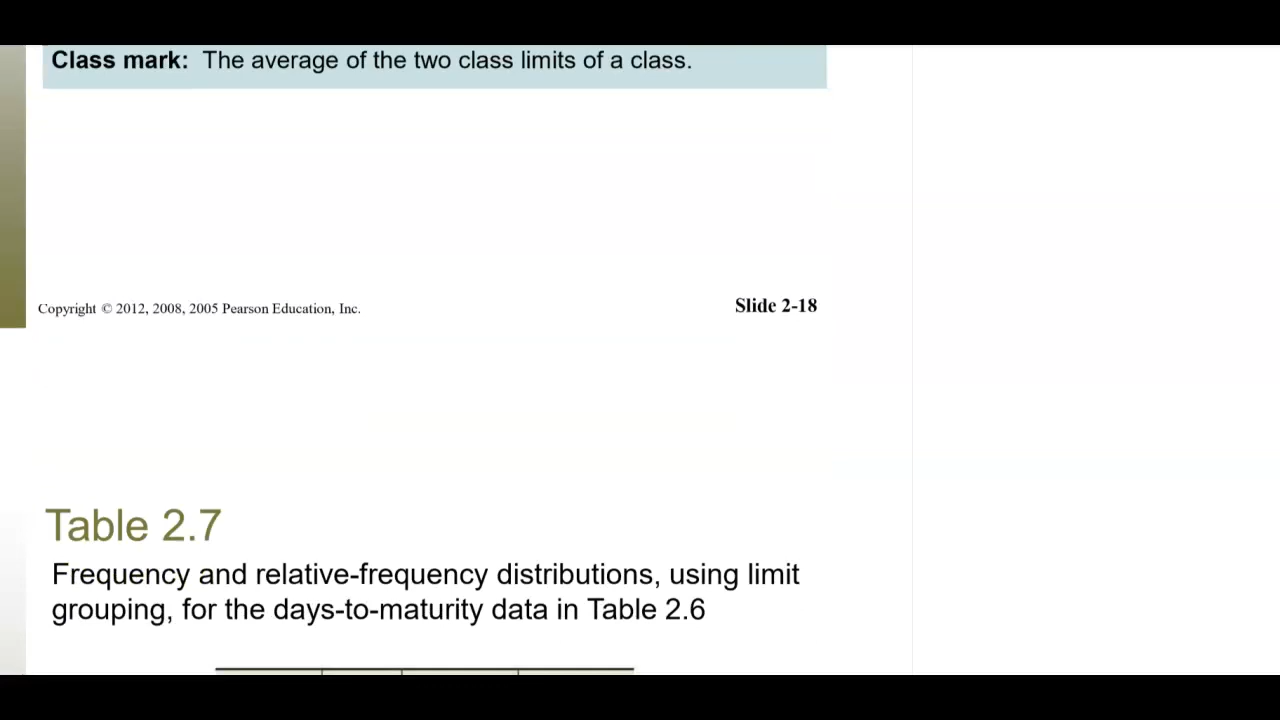 Class mark: The average of the two class limits of a class.
Copyright © 2012, 2008, 2005 Pearson Education, Inc.
Slide 2-18
Table 2.7
Frequency and relative-frequency distributions, using limit
grouping, for the days-to-maturity data in Table 2.6